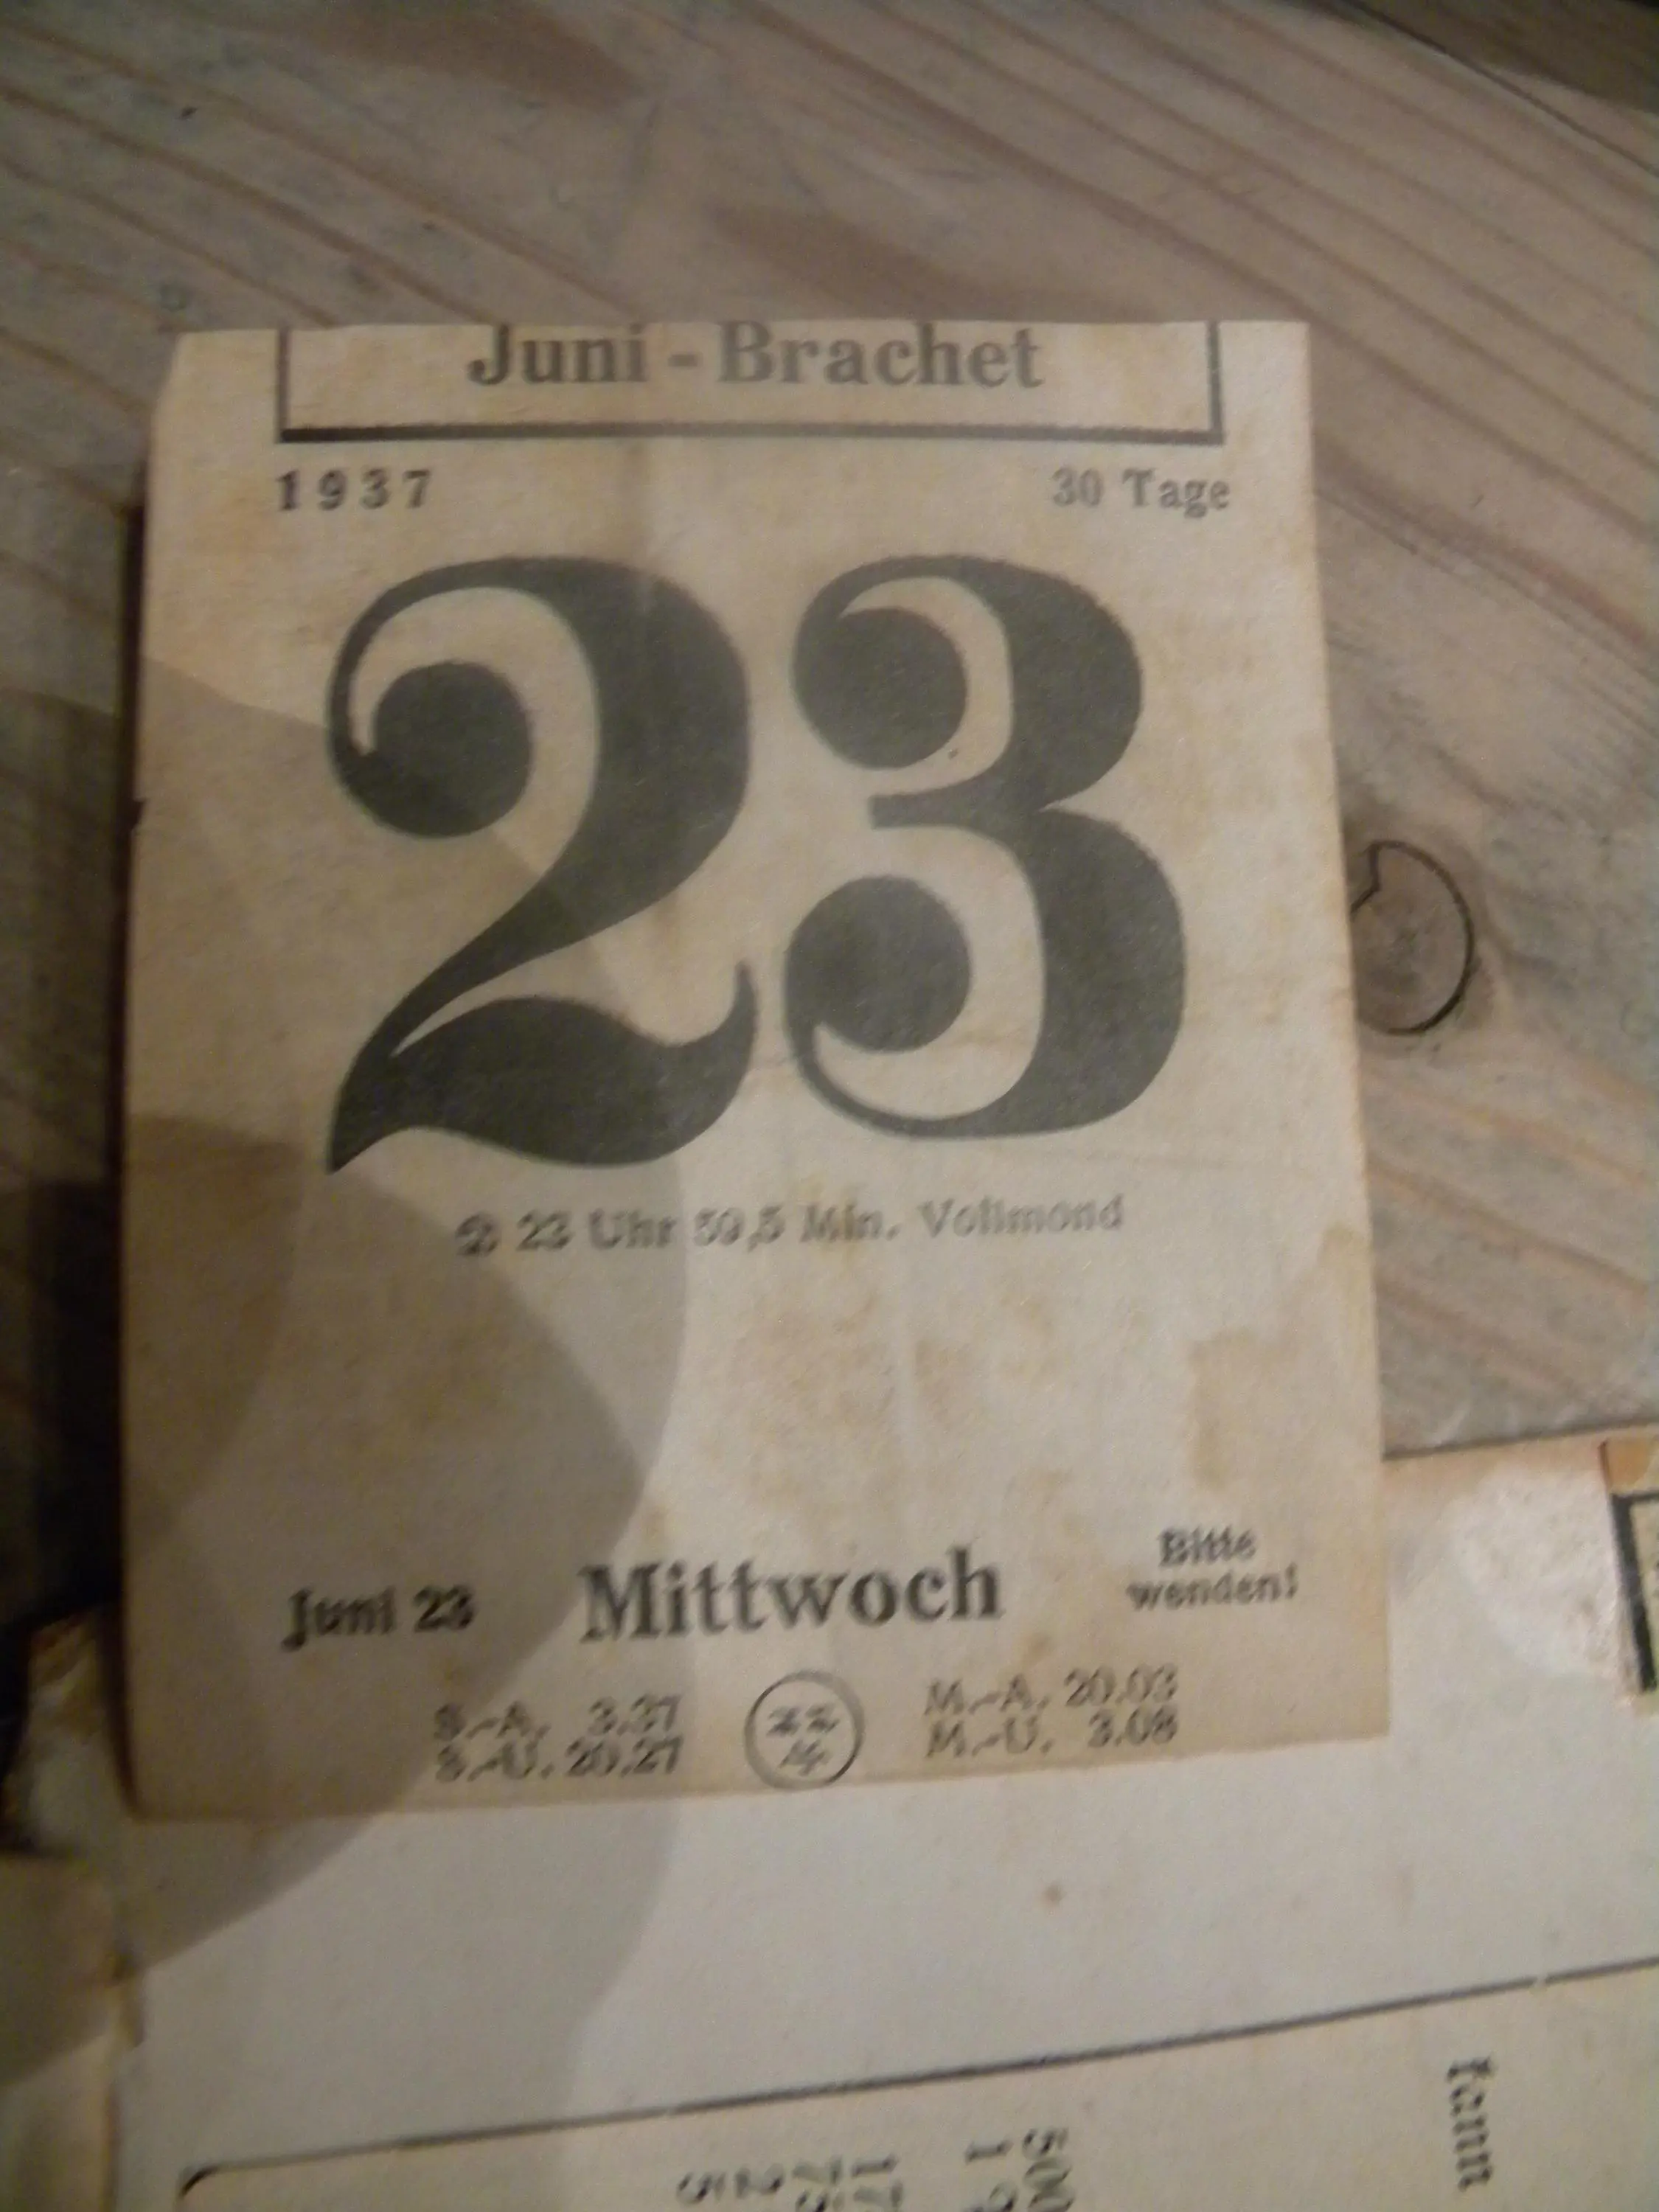 Juni - Brachet
1937 30 Tage
23
23 Uhr 59,5 Min. Vollmond
Juni 23 Mittwoch Bitte wenden!
S.-A. 3.37 M.-A. 20.03
S.-U. 20.27 M.-U. 3.08